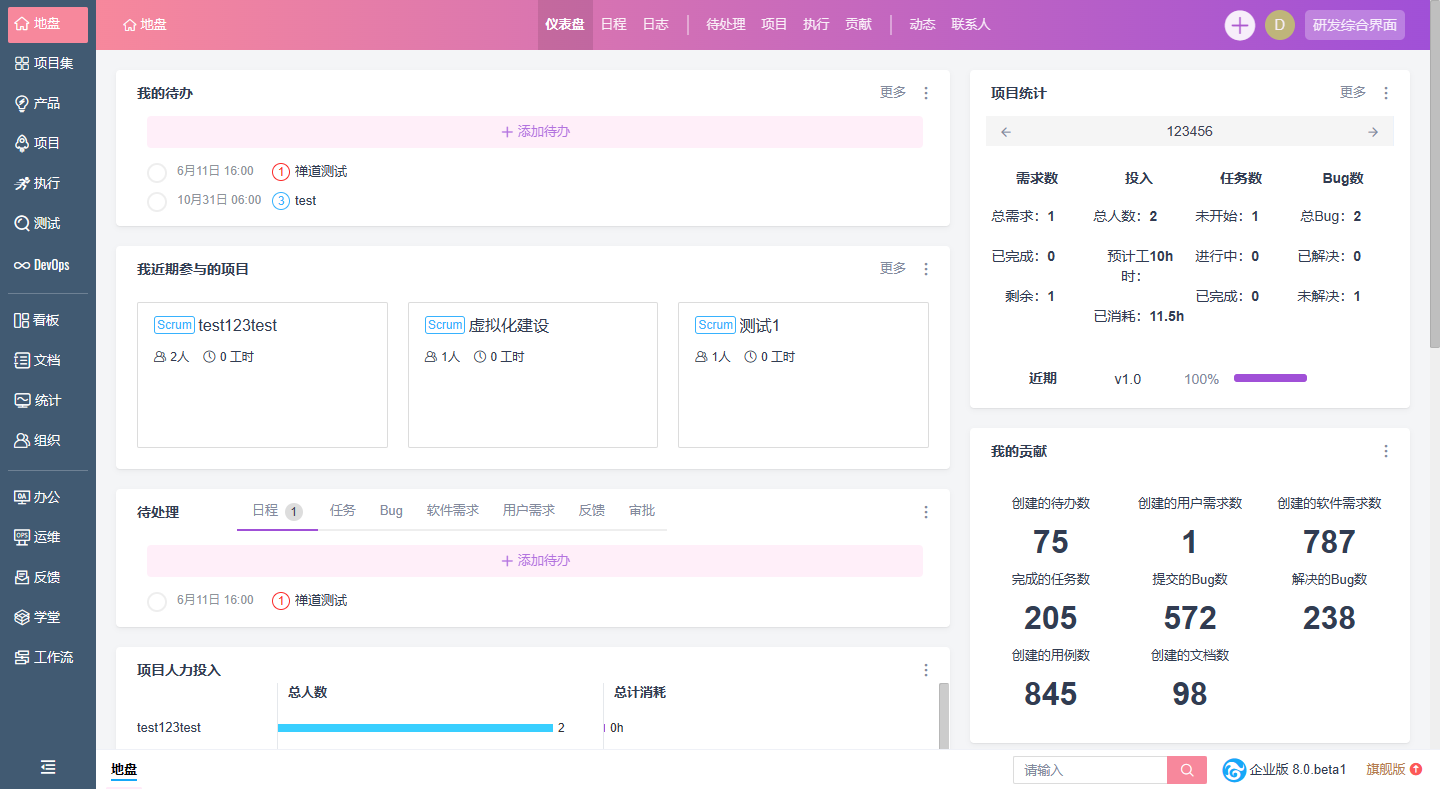 地盘
项目集
产品
项目
执行
测试
DevOps
看板
文档
统计
组织
办公
运维
反馈
学堂
工作流
地盘
仪表盘 日程 日志 待处理 项目 执行 贡献 动态 联系人
D
研发综合界面
我的待办
更多
添加待办
6月11日 16:00 1 禅道测试
10月31日 06:00 3 test
我近期参与的项目
更多
Scrum test123test
2人 0 工时
Scrum 虚拟化建设
1人 0 工时
Scrum 测试1
1人 0 工时
待处理
日程 1 任务 Bug 软件需求 用户需求 反馈 审批
添加待办
6月11日 16:00 1 禅道测试
项目人力投入
总人数 总计消耗
test123test 2 0h
项目统计
更多
123456
需求数 投入 任务数 Bug数
总需求：1 总人数：2 未开始：1 总Bug：2
已完成：0 预计工时：10h 进行中：0 已解决：0
剩余：1 已消耗：11.5h 已完成：0 未解决：1
近期 v1.0 100%
我的贡献
创建的待办数 创建的用户需求数 创建的软件需求数
75 1 787
完成的任务数 提交的Bug数 解决的Bug数
205 572 238
创建的用例数 创建的文档数
845 98
地盘
请输入
企业版 8.0.beta1
旗舰版